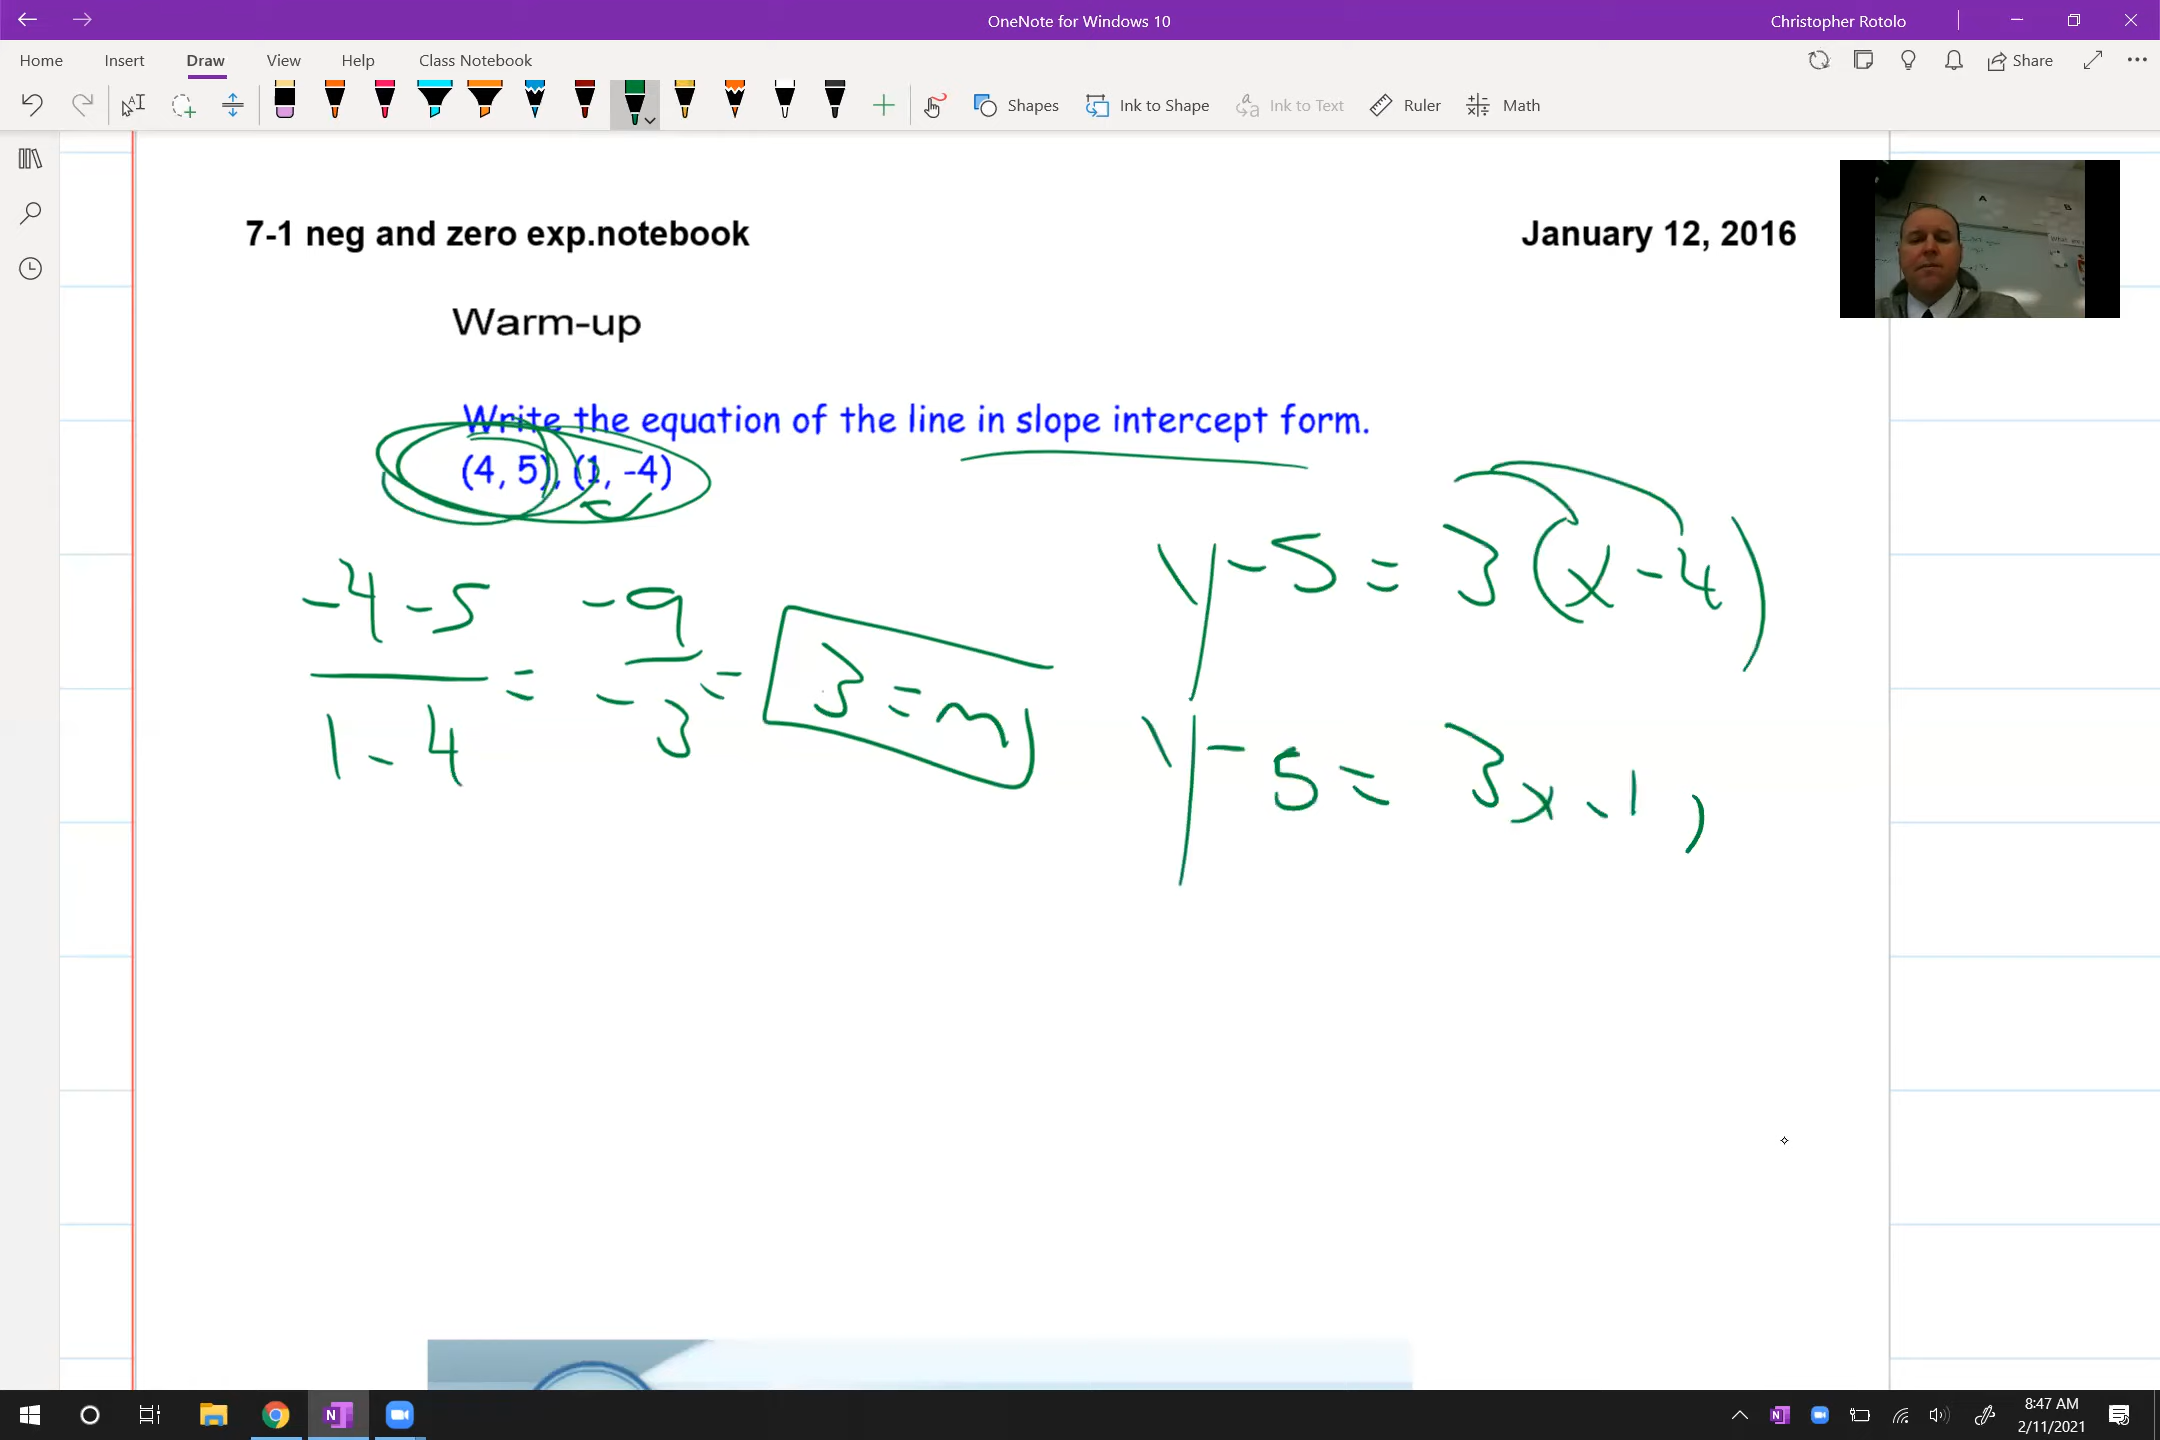 OneNote for Windows 10
Christopher Rotolo
Home Insert Draw View Help Class Notebook
Share
Shapes Ink to Shape Ink to Text Ruler Math
7-1 neg and zero exp.notebook
January 12, 2016
Warm-up
Write the equation of the line in slope intercept form.
(4, 5), (1, -4)
-4-5 / 1-4 = -9 / -3 = 3 = m
y-5 = 3(x-4)
y-5 = 3x-1
8:47 AM
2/11/2021